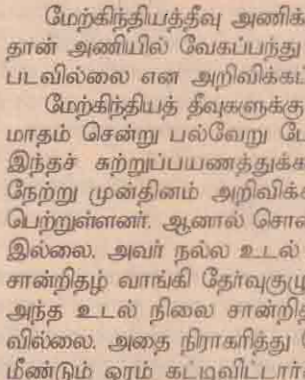 மேற்கிந்தியத்தீவு அணிக்
தான் அணியில் வேகப்பந்து
படவில்லை என அறிவிக்கப்
மேற்கிந்தியத் தீவுகளுக்கு
மாதம் சென்று பல்வேறு போ
இந்தச் சுற்றுப்பயணத்துக்க
நேற்று முன்தினம் அறிவிக்க
பெற்றுள்ளனர். ஆனால் சொ
இல்லை. அவர் நல்ல உடல்
சான்றிதழ் வாங்கி தேர்வுகுழு
அந்த உடல் நிலை சான்றித
வில்லை. அதை நிராகரித்து
மீண்டும் ஓரம் கட்டிவிட்டார்